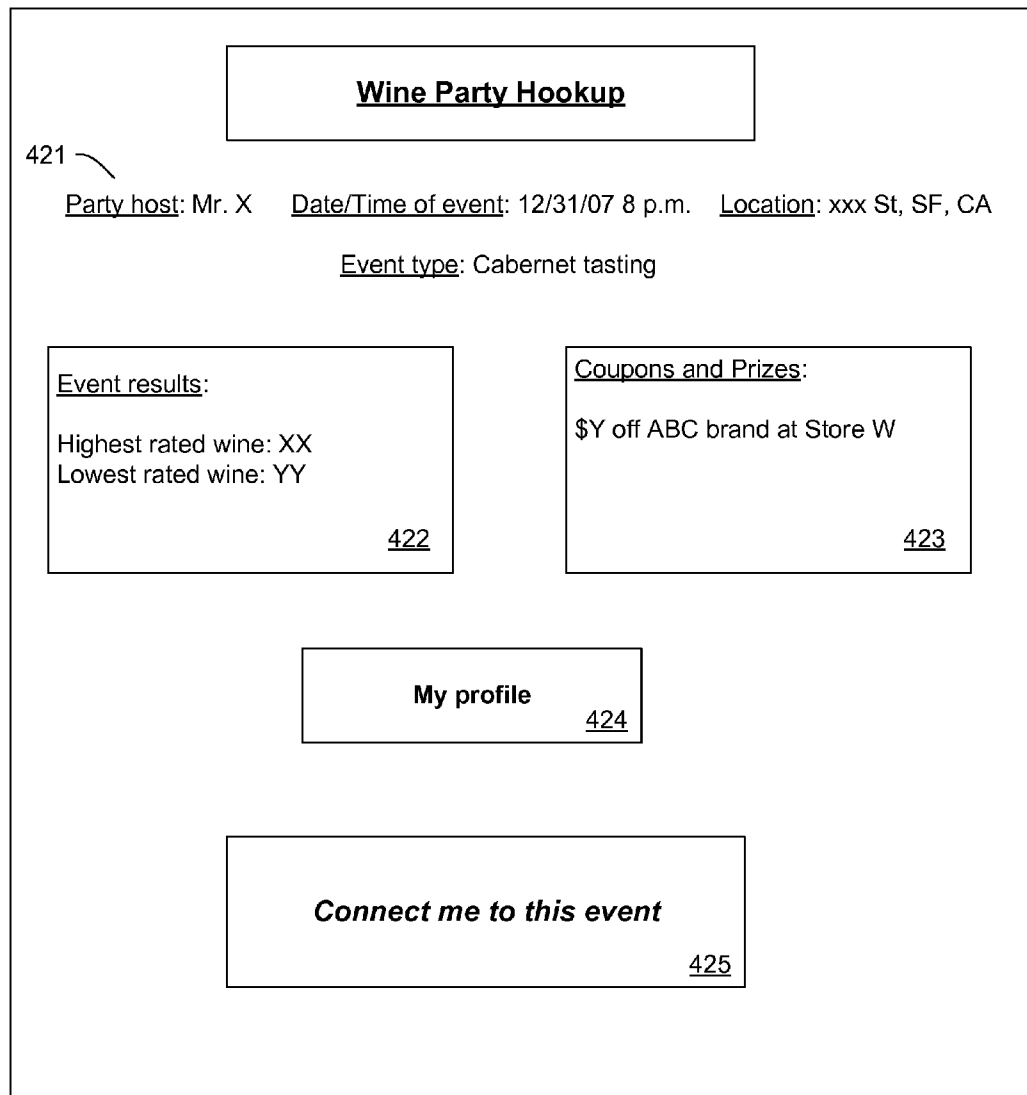 Wine Party Hookup
421
Party host: Mr. X Date/Time of event: 12/31/07 8 p.m. Location: xxx St, SF, CA
Event type: Cabernet tasting
Event results:
Highest rated wine: XX
Lowest rated wine: YY
422
Coupons and Prizes:
$Y off ABC brand at Store W
423
My profile
424
Connect me to this event
425